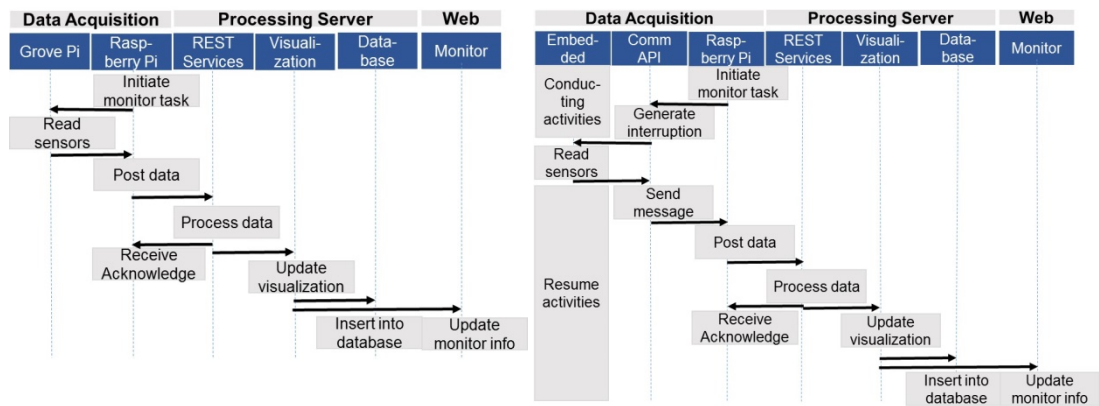 Data Acquisition
Processing Server
Web
Grove Pi
Rasp-
berry Pi
REST
Services
Visuali-
zation
Data-
base
Monitor
Initiate
monitor task
Read
sensors
Post data
Process data
Receive
Acknowledge
Update
visualization
Insert into
database
Update
monitor info
Data Acquisition
Processing Server
Web
Embed-
ded
Comm
API
Rasp-
berry Pi
REST
Services
Visuali-
zation
Data-
base
Monitor
Conduc-
ting
activities
Initiate
monitor task
Generate
interruption
Read
sensors
Send
message
Post data
Resume
activities
Process data
Receive
Acknowledge
Update
visualization
Insert into
database
Update
monitor info